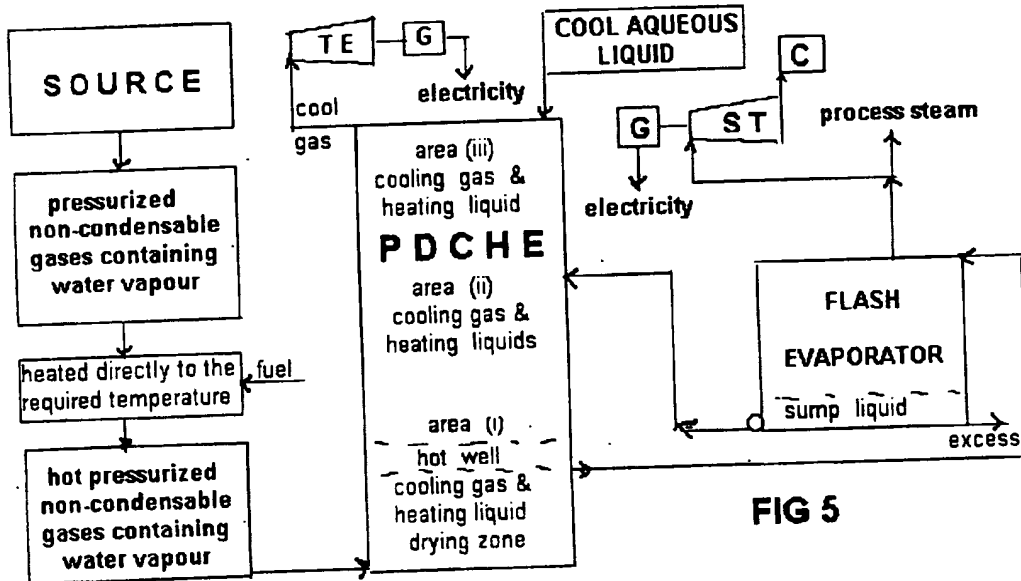 SOURCE
pressurized
non-condensable
gases containing
water vapour
heated directly to the
required temperature
fuel
hot pressurized
non-condensable
gases containing
water vapour
TE
G
electricity
cool
gas
COOL AQUEOUS
LIQUID
area (iii)
cooling gas &
heating liquid
PDCHE
area (ii)
cooling gas &
heating liquids
area (i)
hot well
cooling gas &
heating liquid
drying zone
C
G
ST
electricity
process steam
FLASH
EVAPORATOR
sump liquid
excess
FIG 5